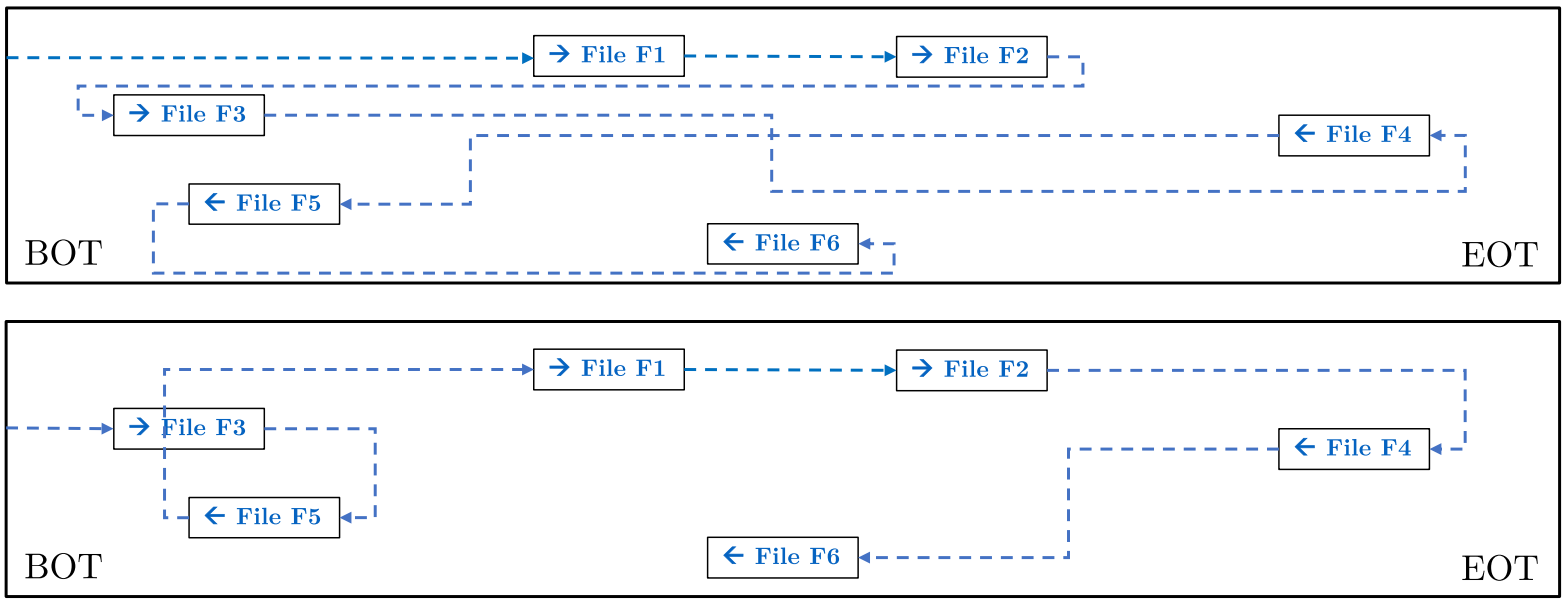 → File F1
→ File F2
→ File F3
← File F4
← File F5
← File F6
BOT
EOT
→ File F1
→ File F2
→ File F3
← File F4
← File F5
← File F6
BOT
EOT